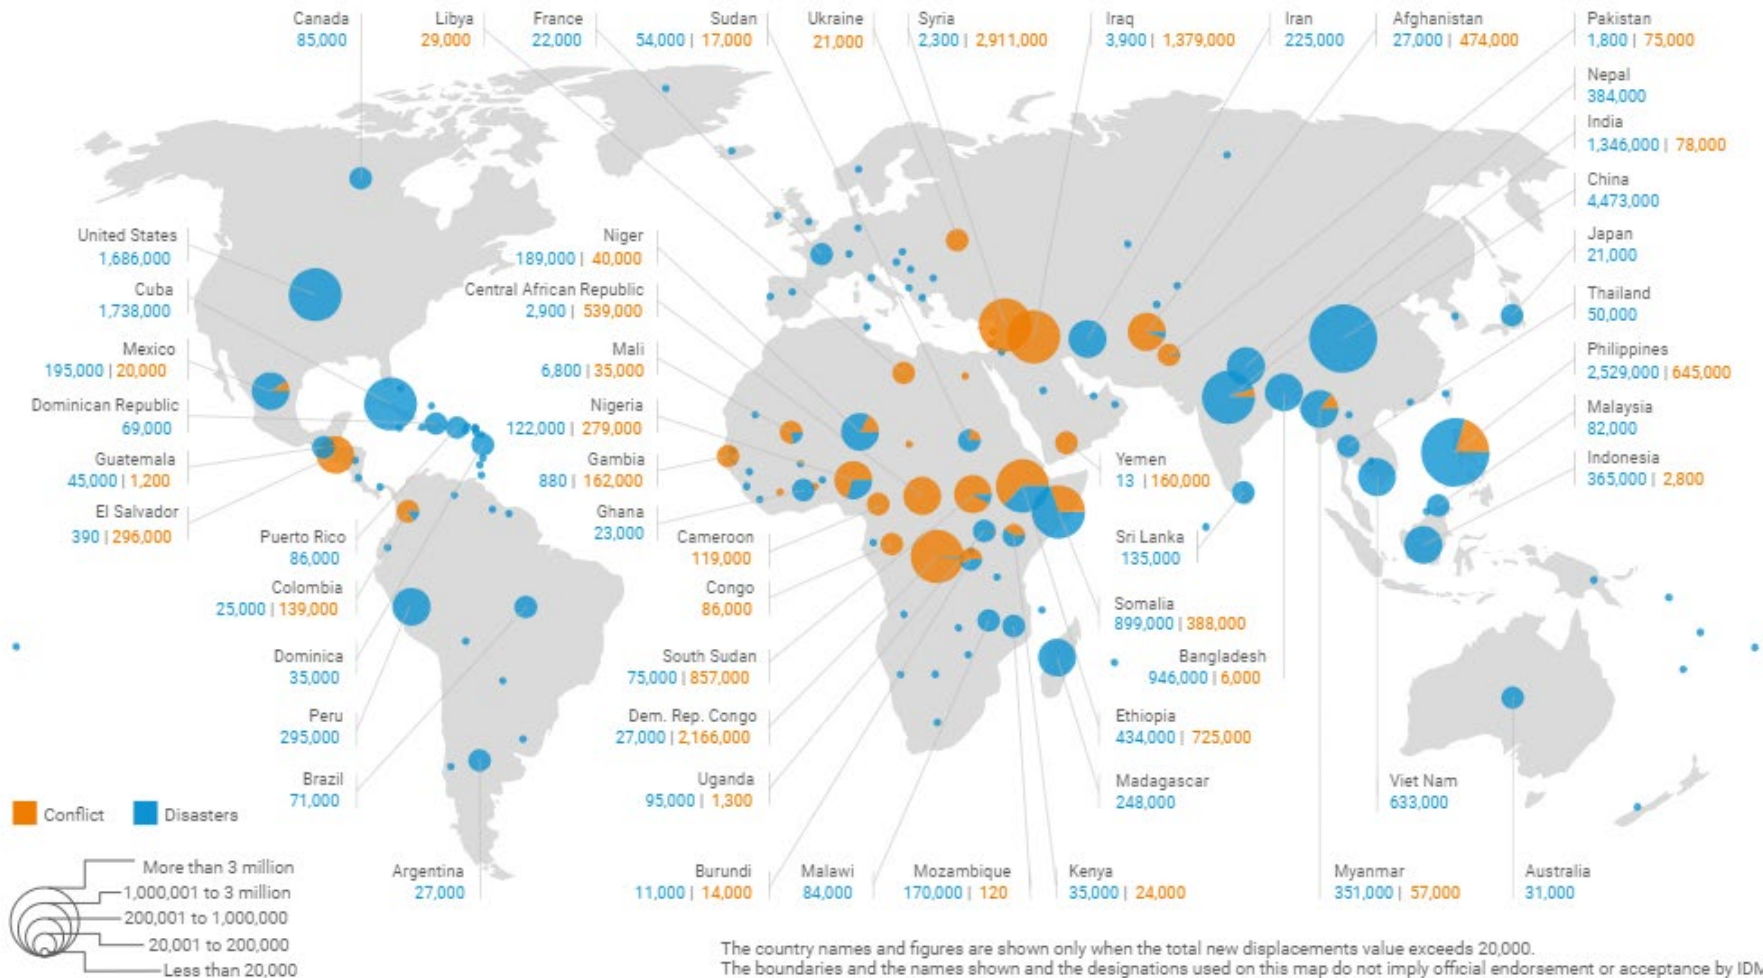 Canada
85,000
Libya
29,000
France
22,000
Sudan
54,000 | 17,000
Ukraine
21,000
Syria
2,300 | 2,911,000
Iraq
3,900 | 1,379,000
Iran
225,000
Afghanistan
27,000 | 474,000
Pakistan
1,800 | 75,000
Nepal
384,000
India
1,346,000 | 78,000
China
4,473,000
Japan
21,000
Thailand
50,000
Philippines
2,529,000 | 645,000
Malaysia
82,000
Indonesia
365,000 | 2,800
United States
1,686,000
Cuba
1,738,000
Mexico
195,000 | 20,000
Dominican Republic
69,000
Guatemala
45,000 | 1,200
El Salvador
390 | 296,000
Niger
189,000 | 40,000
Central African Republic
2,900 | 539,000
Mali
6,800 | 35,000
Nigeria
122,000 | 279,000
Gambia
880 | 162,000
Ghana
23,000
Puerto Rico
86,000
Colombia
25,000 | 139,000
Dominica
35,000
Peru
295,000
Brazil
71,000
Argentina
27,000
Cameroon
119,000
Congo
86,000
South Sudan
75,000 | 857,000
Dem. Rep. Congo
27,000 | 2,166,000
Uganda
95,000 | 1,300
Burundi
11,000 | 14,000
Malawi
84,000
Mozambique
170,000 | 120
Kenya
35,000 | 24,000
Yemen
13 | 160,000
Sri Lanka
135,000
Somalia
899,000 | 388,000
Bangladesh
946,000 | 6,000
Ethiopia
434,000 | 725,000
Madagascar
248,000
Viet Nam
633,000
Myanmar
351,000 | 57,000
Australia
31,000
Conflict
Disasters
More than 3 million
1,000,001 to 3 million
200,001 to 1,000,000
20,001 to 200,000
Less than 20,000
The country names and figures are shown only when the total new displacements value exceeds 20,000.
The boundaries and the names shown and the designations used on this map do not imply official endorsement or acceptance by